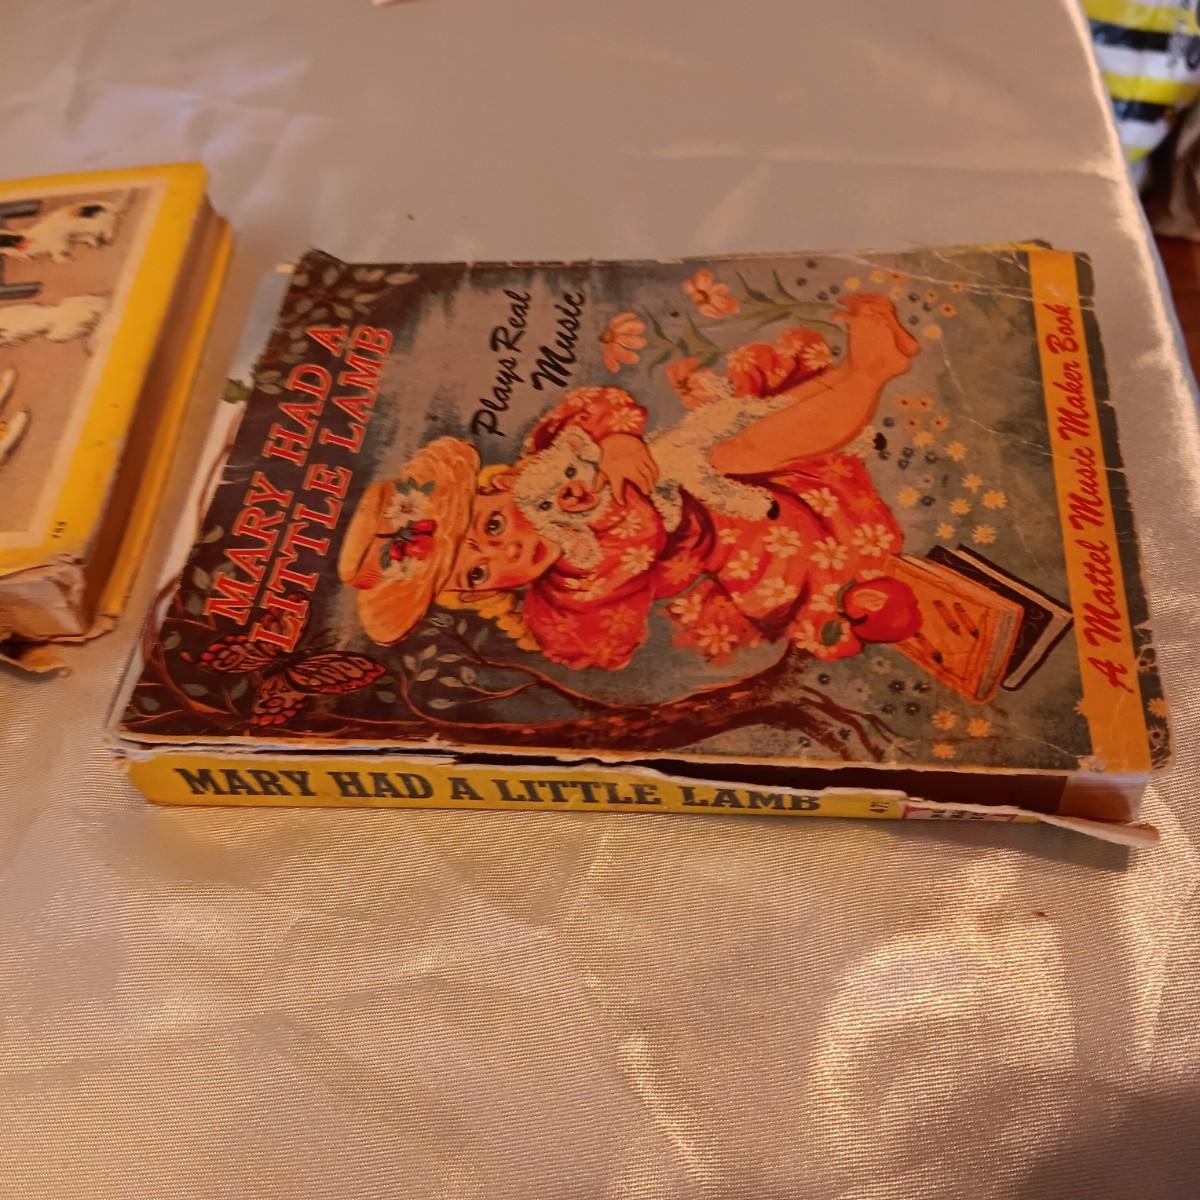 MARY HAD A
LITTLE LAMB
Plays Real
Music
A Mattel Music Maker Book
MARY HAD A LITTLE LAMB